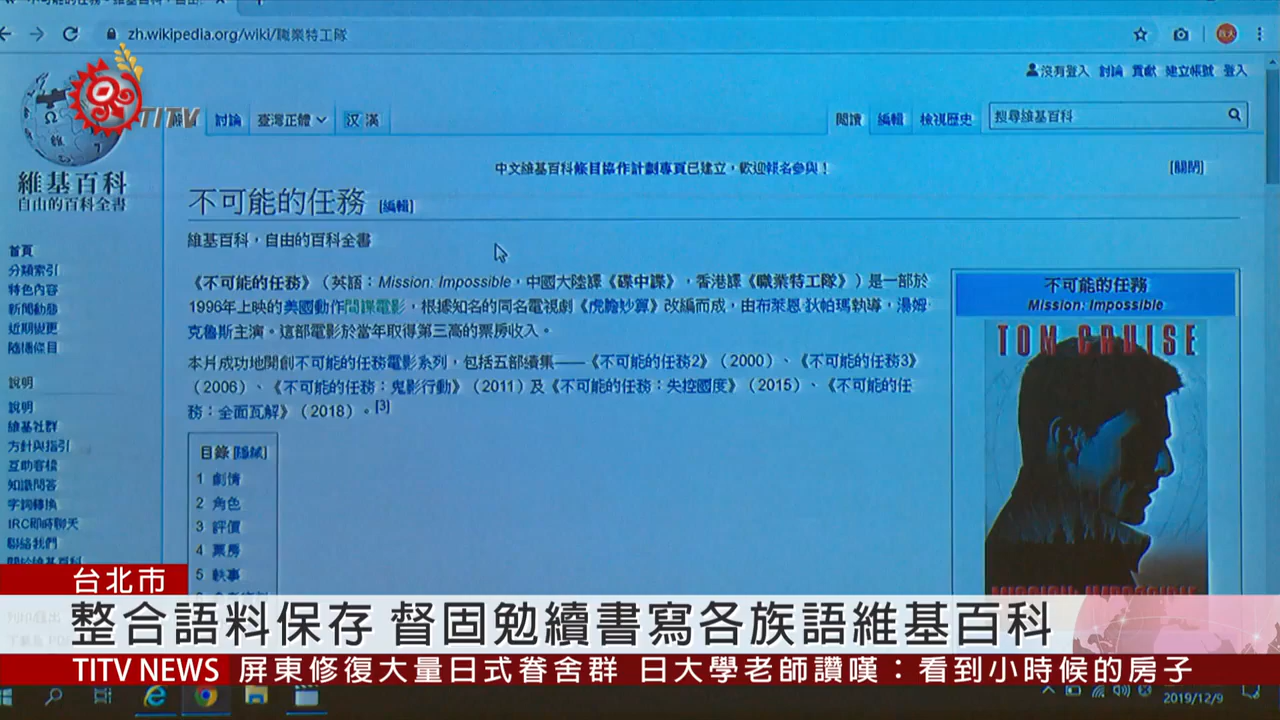 zh.wikipedia.org/wiki/職業特工隊
沒有登入 討論 貢獻 建立帳號 登入
TITV
討論 臺灣正體 汉 漢
閱讀 編輯 檢視歷史 搜尋維基百科
中文維基百科條目協作計劃專頁已建立，歡迎報名參與！ [關閉]
維基百科
自由的百科全書
不可能的任務 [編輯]
維基百科，自由的百科全書
首頁
分類索引
特色內容
新聞動態
近期變更
隨機條目
說明
說明
維基社群
方針與指引
互助客棧
知識問答
字詞轉換
IRC即時聊天
聯絡我們
關於維基百科
《不可能的任務》（英語：Mission: Impossible，中國大陸譯《碟中諜》，香港譯《職業特工隊》）是一部於
1996年上映的美國動作間諜電影，根據知名的同名電視劇《虎膽妙算》改編而成，由布萊恩·狄帕瑪執導，湯姆·
克魯斯主演。這部電影於當年取得第三高的票房收入。
本片成功地開創不可能的任務電影系列，包括五部續集——《不可能的任務2》（2000）、《不可能的任務3》
（2006）、《不可能的任務：鬼影行動》（2011）及《不可能的任務：失控國度》（2015）、《不可能的任
務：全面瓦解》（2018）。[3]
目錄 [隱藏]
1 劇情
2 角色
3 評價
4 票房
5 軼事
不可能的任務
Mission: Impossible
TOM CRUISE
MISSION: IMPOSSIBLE
台北市
整合語料保存 督固勉續書寫各族語維基百科
TITV NEWS 屏東修復大量日式眷舍群 日大學老師讚嘆：看到小時候的房子
2019/12/9